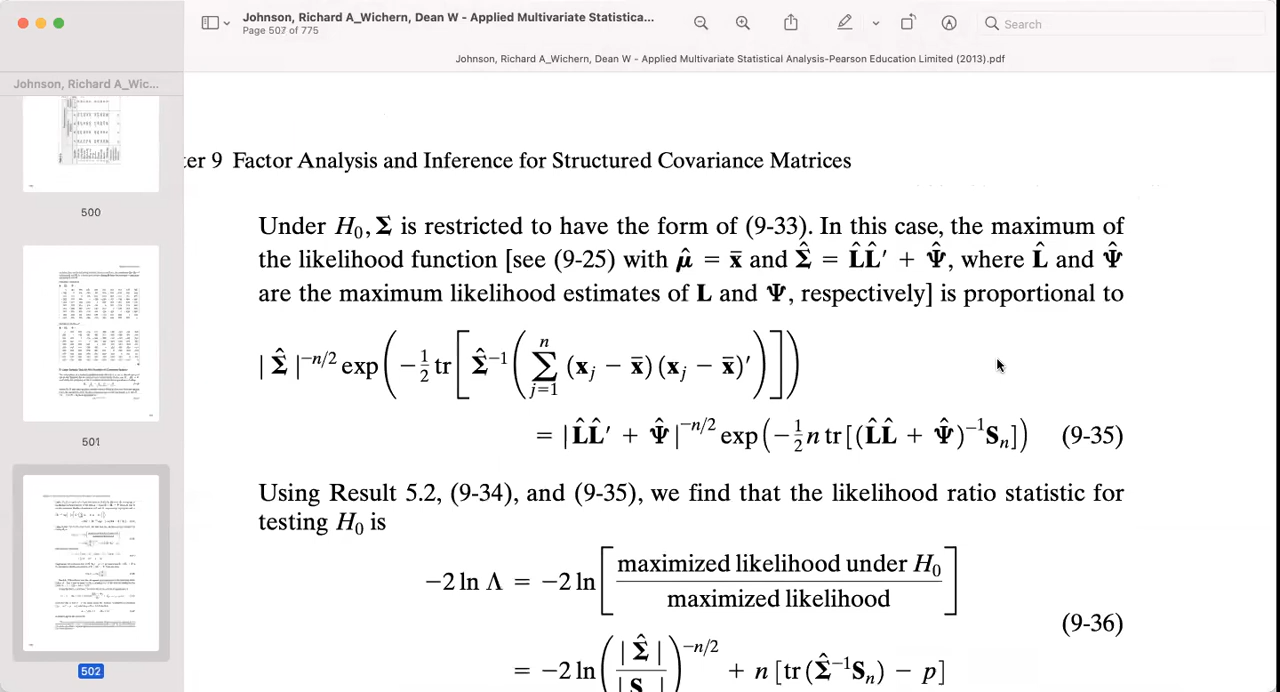 Johnson, Richard A_Wichern, Dean W - Applied Multivariate Statistica...
Page 507 of 775
Search
Johnson, Richard A_Wichern, Dean W - Applied Multivariate Statistical Analysis-Pearson Education Limited (2013).pdf
Johnson, Richard A_Wic...
500
501
502
ter 9 Factor Analysis and Inference for Structured Covariance Matrices
Under H₀, Σ is restricted to have the form of (9-33). In this case, the maximum of
the likelihood function [see (9-25) with μ̂ = x̄ and Σ̂ = L̂L̂′ + Ψ̂, where L̂ and Ψ̂
are the maximum likelihood estimates of L and Ψ, respectively] is proportional to
|Σ̂|^{-n/2} exp(−½ tr[Σ̂⁻¹(∑_{j=1}^{n} (x_j − x̄)(x_j − x̄)′)])
= |L̂L̂′ + Ψ̂|^{-n/2} exp(−½ n tr[(L̂L̂ + Ψ̂)⁻¹S_n]) (9-35)
Using Result 5.2, (9-34), and (9-35), we find that the likelihood ratio statistic for
testing H₀ is
−2 ln Λ = −2 ln [maximized likelihood under H₀ / maximized likelihood]
(9-36)
= −2 ln (|Σ̂| / |S_n|)^{-n/2} + n [tr(Σ̂⁻¹S_n) − p]